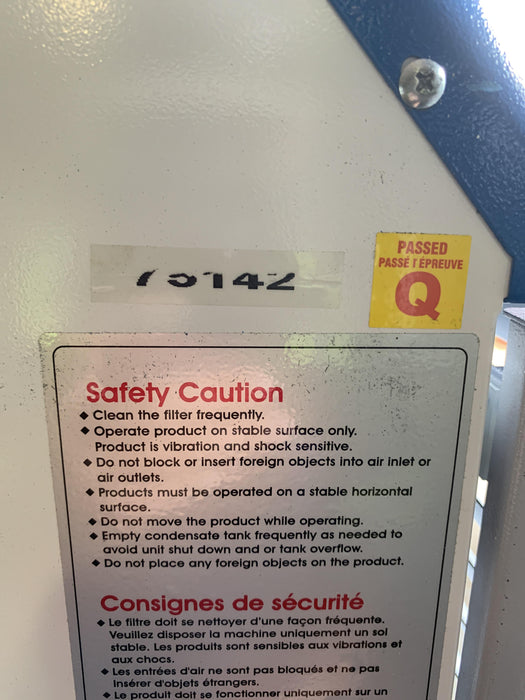 PASSED
PASSÉ l'ÉPREUVE
Q
Safety Caution
◆ Clean the filter frequently.
◆ Operate product on stable surface only.
Product is vibration and shock sensitive.
◆ Do not block or insert foreign objects into air inlet or
air outlets.
◆ Products must be operated on a stable horizontal
surface.
◆ Do not move the product while operating.
◆ Empty condensate tank frequently as needed to
avoid unit shut down and or tank overflow.
◆ Do not place any foreign objects on the product.
Consignes de sécurité
◆ Le filtre doit se nettoyer d'une façon fréquente.
Veuillez disposer la machine uniquement un sol
stable. Les produits sont sensibles aux vibrations et
aux chocs.
◆ Les entrées d'air ne sont pas bloqués et ne pas
insérer d'objets étrangers.
◆ Le produit doit se fonctionner uniquement sur un